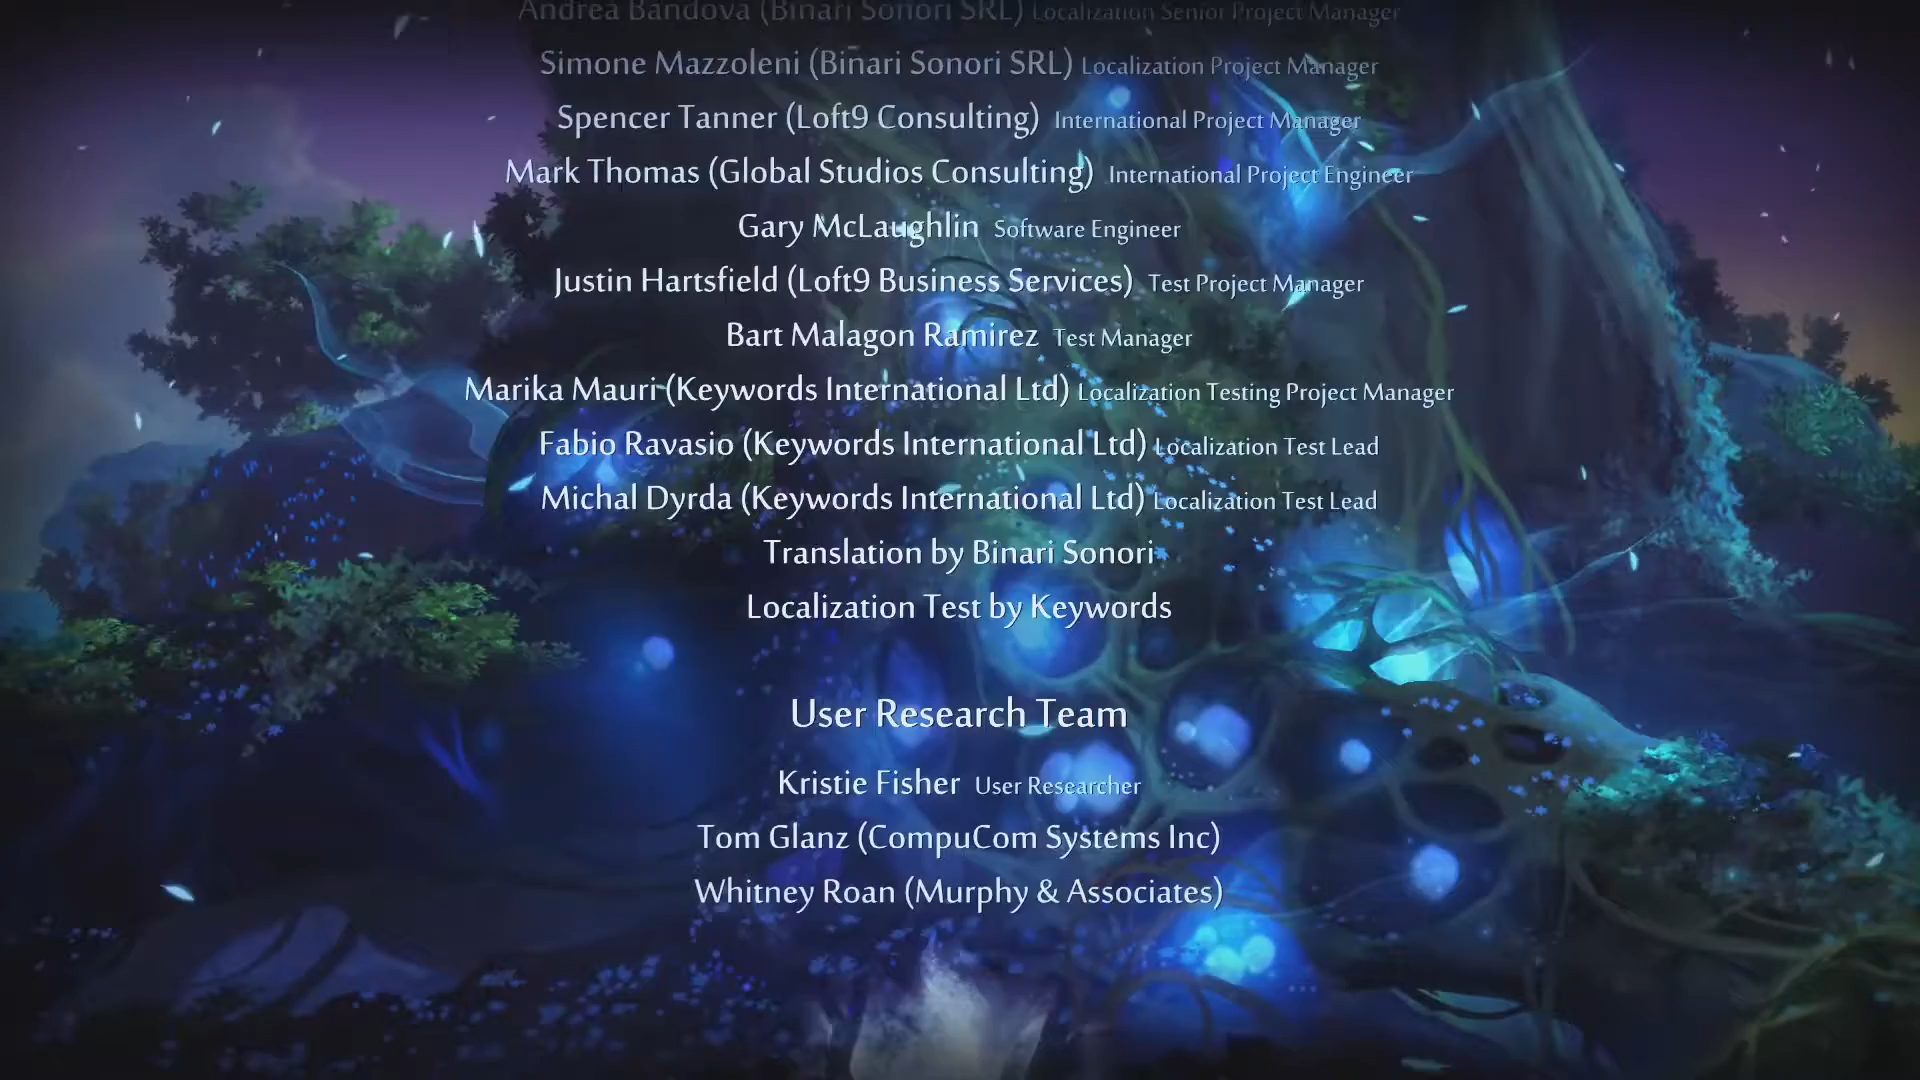 Andrea Bandova (Binari Sonori SRL) Localization Senior Project Manager
Simone Mazzoleni (Binari Sonori SRL) Localization Project Manager
Spencer Tanner (Loft9 Consulting) International Project Manager
Mark Thomas (Global Studios Consulting) International Project Engineer
Gary McLaughlin Software Engineer
Justin Hartsfield (Loft9 Business Services) Test Project Manager
Bart Malagon Ramirez Test Manager
Marika Mauri (Keywords International Ltd) Localization Testing Project Manager
Fabio Ravasio (Keywords International Ltd) Localization Test Lead
Michal Dyrda (Keywords International Ltd) Localization Test Lead
Translation by Binari Sonori
Localization Test by Keywords
User Research Team
Kristie Fisher User Researcher
Tom Glanz (CompuCom Systems Inc)
Whitney Roan (Murphy & Associates)